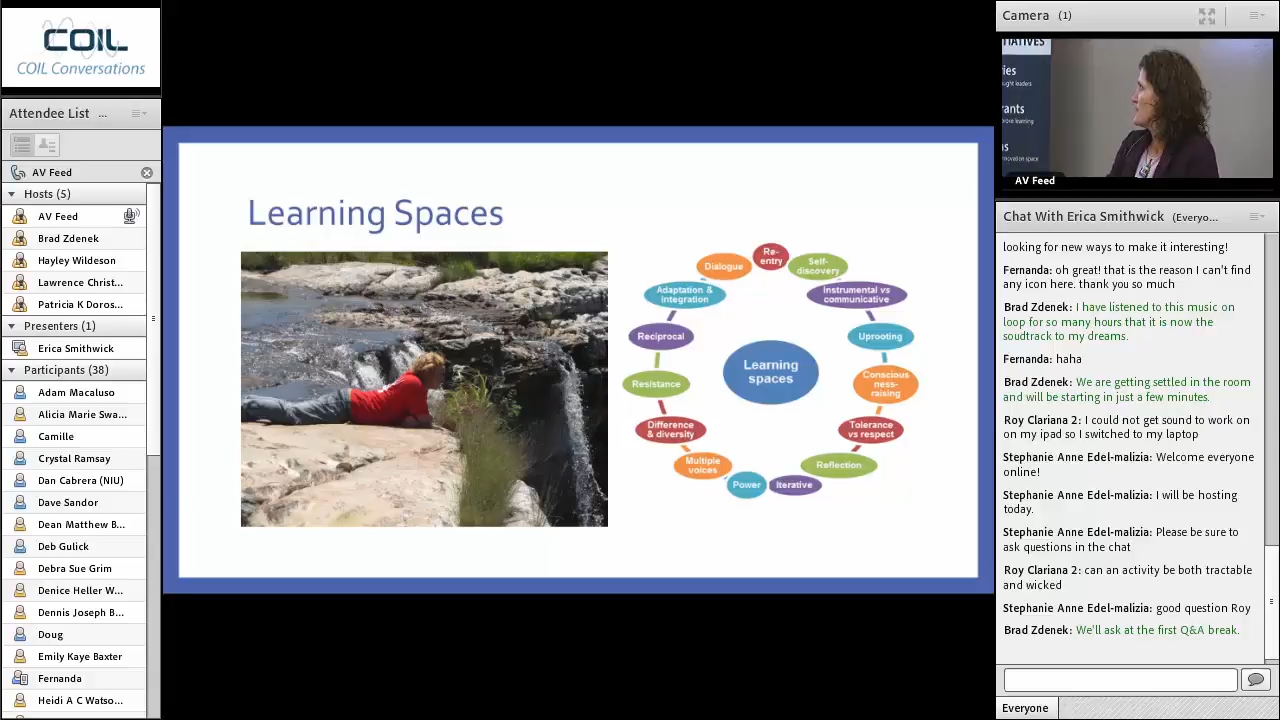 COIL
COIL Conversations
Attendee List ...
AV Feed
Hosts (5)
AV Feed
Brad Zdenek
Hayley Wildeson
Lawrence Christ...
Patricia K Doros...
Presenters (1)
Erica Smithwick
Participants (38)
Adam Macaluso
Alicia Marie Swa...
Camille
Crystal Ramsay
Dan Cabrera (NIU)
Dave Sandor
Dean Matthew B...
Deb Gulick
Debra Sue Grim
Denice Heller W...
Dennis Joseph B...
Doug
Emily Kaye Baxter
Fernanda
Heidi A C Watso...
Learning Spaces
Re-
entry
Self-
discovery
Instrumental vs
communicative
Uprooting
Conscious
ness-
raising
Tolerance
vs respect
Reflection
Iterative
Power
Multiple
voices
Difference
& diversity
Resistance
Reciprocal
Adaptation &
integration
Dialogue
Learning
spaces
Camera (1)
AV Feed
Chat With Erica Smithwick (Everyo...
looking for new ways to make it interesting!
Fernanda: oh great! that is the reason I can't find
any icon here. thank you so much
Brad Zdenek: I have listened to this music on
loop for so many hours that it is now the
soudtrack to my dreams.
Fernanda: haha
Brad Zdenek: We are getting settled in the room
and will be starting in just a few minutes.
Roy Clariana 2: I could not get sound to work on
on my ipad so I switched to my laptop
Stephanie Anne Edel-malizia: Welcome everyone
online!
Stephanie Anne Edel-malizia: I will be hosting
today.
Stephanie Anne Edel-malizia: Please be sure to
ask questions in the chat
Roy Clariana 2: can an activity be both tractable
and wicked
Stephanie Anne Edel-malizia: good question Roy
Brad Zdenek: We'll ask at the first Q&A break.
Everyone